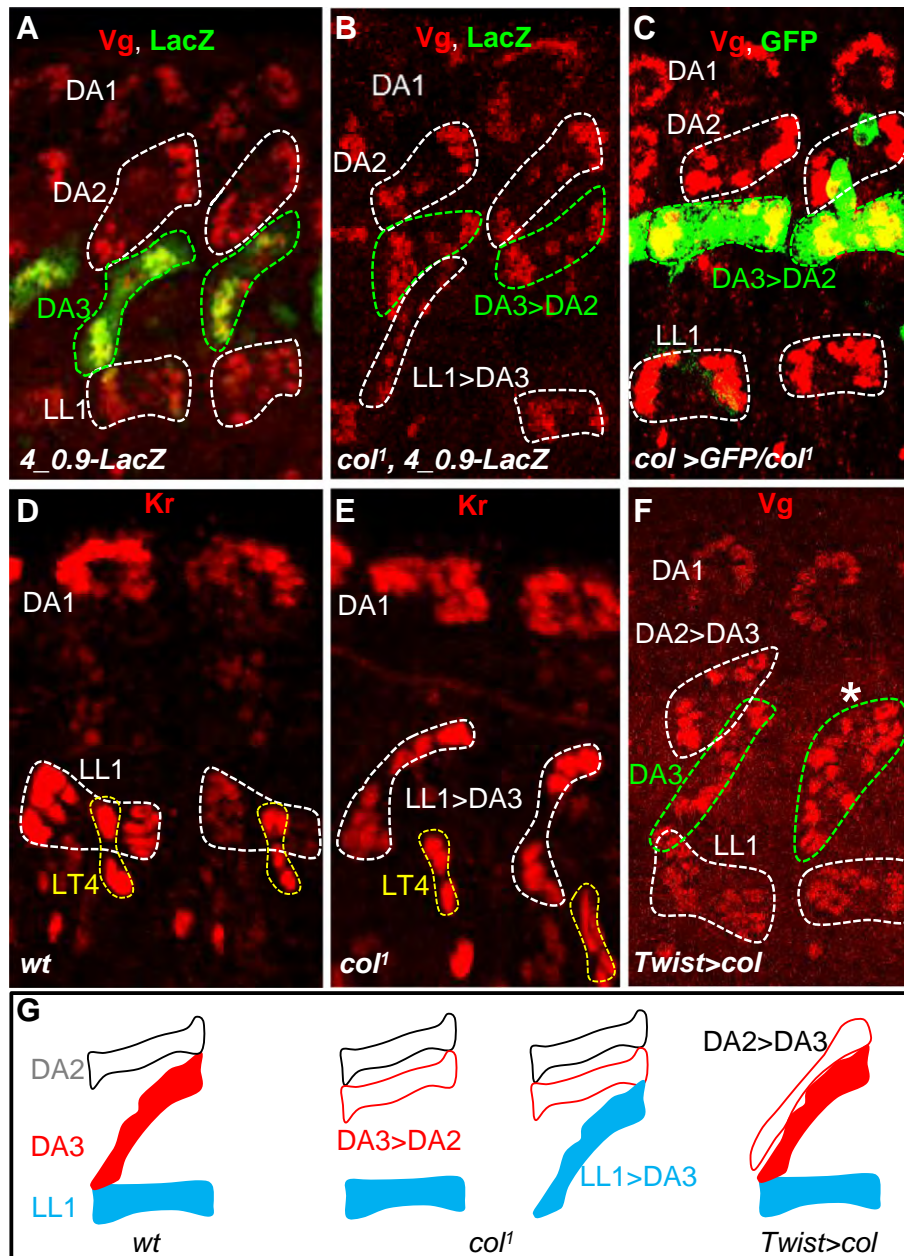 A
Vg, LacZ
DA1
DA2
DA3
LL1
4_0.9-LacZ
B
Vg, LacZ
DA1
DA2
DA3>DA2
LL1>DA3
col¹, 4_0.9-LacZ
C
Vg, GFP
DA1
DA2
DA3>DA2
LL1
col >GFP/col¹
D
Kr
DA1
LL1
LT4
wt
E
Kr
DA1
LL1>DA3
LT4
col¹
F
Vg
DA1
DA2>DA3
*
DA3
LL1
Twist>col
G
DA2
DA3
LL1
wt
DA3>DA2
LL1>DA3
col¹
DA2>DA3
Twist>col